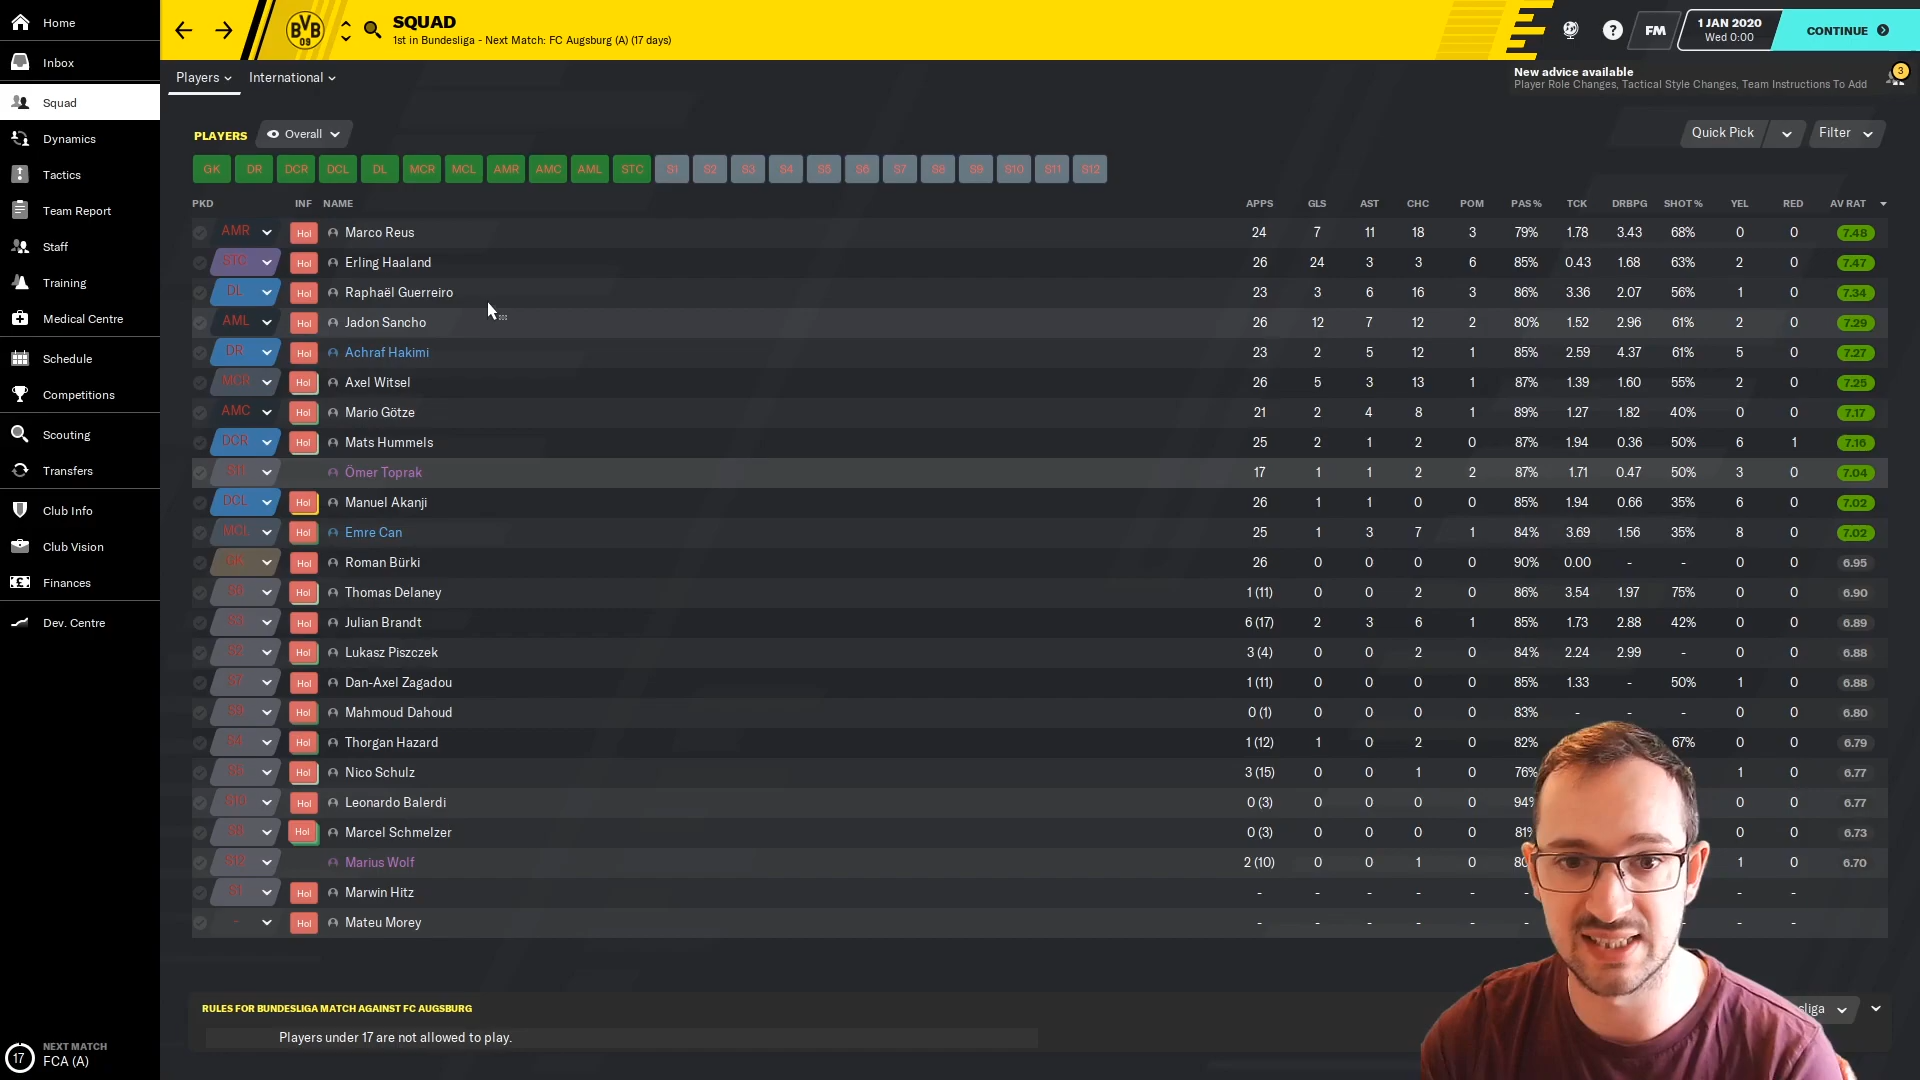 Home
Inbox
Squad
Dynamics
Tactics
Team Report
Staff
Training
Medical Centre
Schedule
Competitions
Scouting
Transfers
Club Info
Club Vision
Finances
Dev. Centre
17 NEXT MATCH
FCA (A)
BVB 09
SQUAD
1st in Bundesliga - Next Match: FC Augsburg (A) (17 days)
? FM 1 JAN 2020
Wed 0:00
CONTINUE
Players International
New advice available 3
Player Role Changes, Tactical Style Changes, Team Instructions To Add
PLAYERS Overall Quick Pick Filter
GK DR DCR DCL DL MCR MCL AMR AMC AML STC S1 S2 S3 S4 S5 S6 S7 S8 S9 S10 S11 S12
PKD INF NAME APPS GLS AST CHC POM PAS % TCK DRBPG SHOT % YEL RED AV RAT
AMR Hol Marco Reus 24 7 11 18 3 79% 1.78 3.43 68% 0 0 7.48
STC Hol Erling Haaland 26 24 3 3 6 85% 0.43 1.68 63% 2 0 7.47
DL Hol Raphaël Guerreiro 23 3 6 16 3 86% 3.36 2.07 56% 1 0 7.34
AML Hol Jadon Sancho 26 12 7 12 2 80% 1.52 2.96 61% 2 0 7.29
DR Hol Achraf Hakimi 23 2 5 12 1 85% 2.59 4.37 61% 5 0 7.27
MCR Hol Axel Witsel 26 5 3 13 1 87% 1.39 1.60 55% 2 0 7.25
AMC Hol Mario Götze 21 2 4 8 1 89% 1.27 1.82 40% 0 0 7.17
DCR Hol Mats Hummels 25 2 1 2 0 87% 1.94 0.36 50% 6 1 7.16
S11 Ömer Toprak 17 1 1 2 2 87% 1.71 0.47 50% 3 0 7.04
DCL Hol Manuel Akanji 26 1 1 0 0 85% 1.94 0.66 35% 6 0 7.02
MCL Hol Emre Can 25 1 3 7 1 84% 3.69 1.56 35% 8 0 7.02
GK Hol Roman Bürki 26 0 0 0 0 90% 0.00 - - 0 0 6.95
Hol Thomas Delaney 1 (11) 0 0 2 0 86% 3.54 1.97 75% 0 0 6.90
S3 Hol Julian Brandt 6 (17) 2 3 6 1 85% 1.73 2.88 42% 0 0 6.89
S2 Hol Lukasz Piszczek 3 (4) 0 0 2 0 84% 2.24 2.99 - 0 0 6.88
S7 Hol Dan-Axel Zagadou 1 (11) 0 0 0 0 85% 1.33 - 50% 1 0 6.88
Hol Mahmoud Dahoud 0 (1) 0 0 0 0 83% - - - 0 0 6.80
S4 Hol Thorgan Hazard 1 (12) 1 0 2 0 82% 67% 0 0 6.79
S5 Hol Nico Schulz 3 (15) 0 0 1 0 76% 1 0 6.77
S10 Hol Leonardo Balerdi 0 (3) 0 0 0 0 94% 0 0 6.77
Hol Marcel Schmelzer 0 (3) 0 0 0 0 81% 0 0 6.73
S12 Marius Wolf 2 (10) 0 0 1 0 1 0 6.70
S1 Hol Marwin Hitz - - - - - - - -
- Hol Mateu Morey - - - - - - - -
RULES FOR BUNDESLIGA MATCH AGAINST FC AUGSBURG
sliga
Players under 17 are not allowed to play.